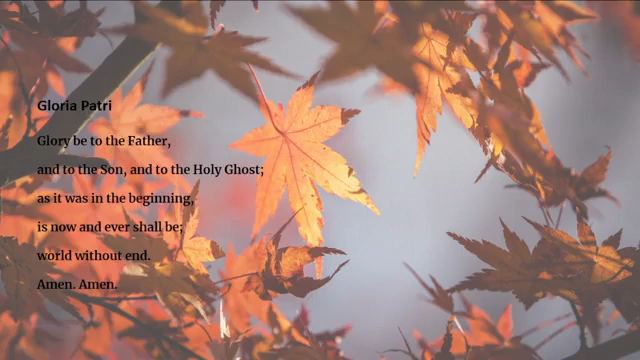 Gloria Patri
Glory be to the Father,
and to the Son, and to the Holy Ghost;
as it was in the beginning,
is now and ever shall be;
world without end.
Amen. Amen.